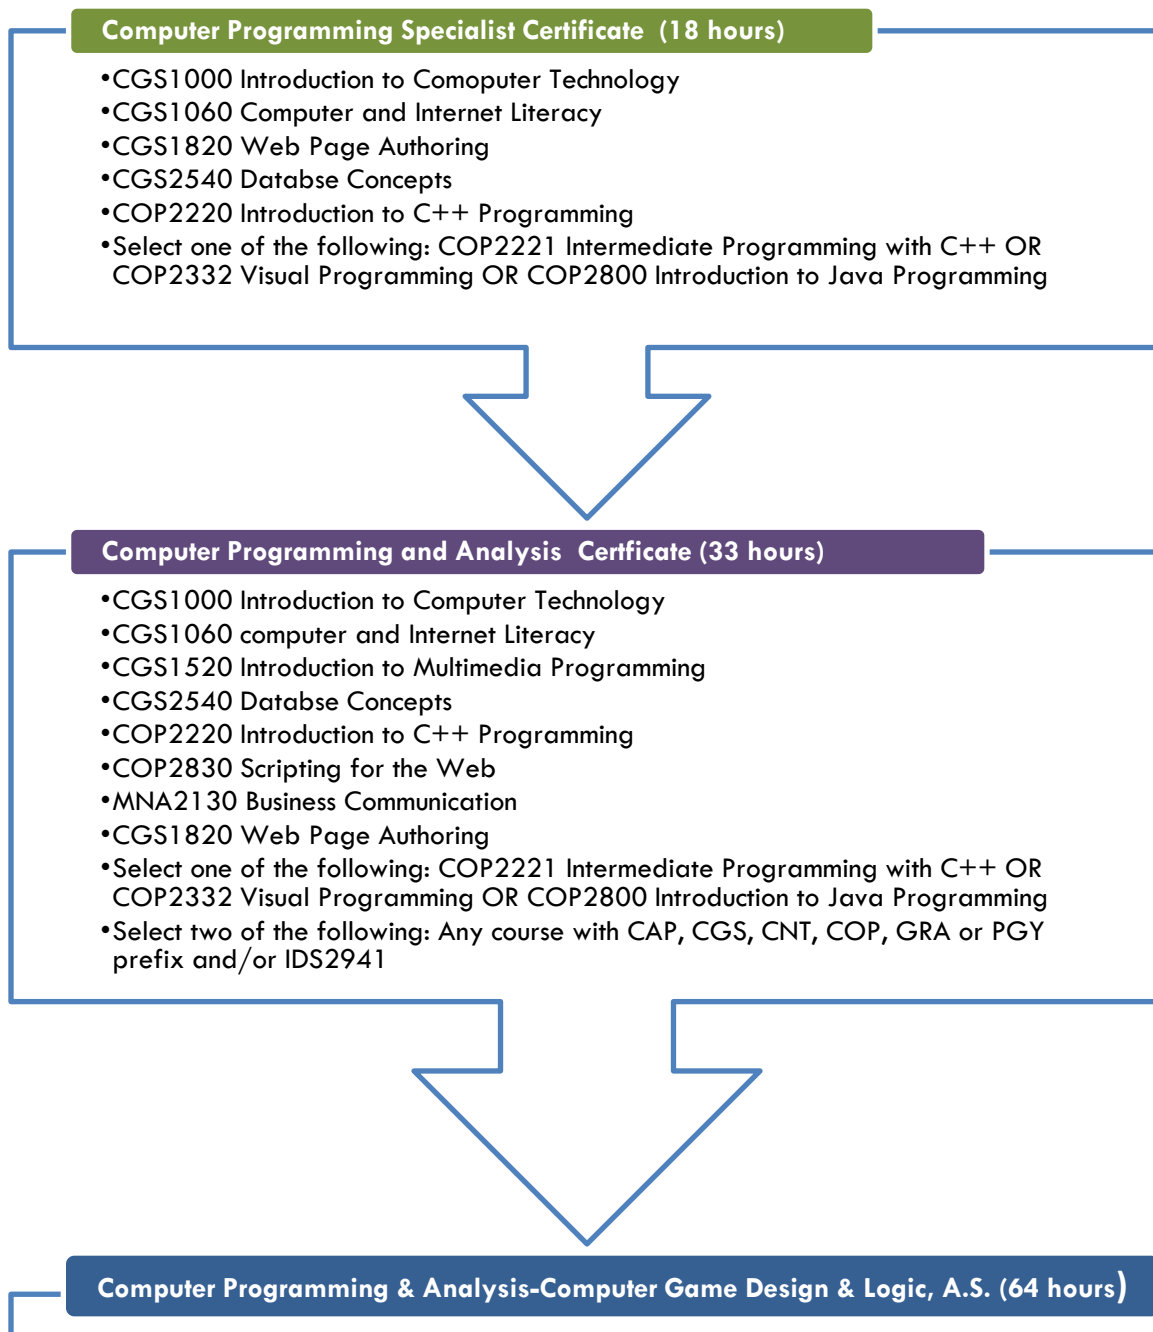 Computer Programming Specialist Certificate  (18 hours)
•CGS1000 Introduction to Comoputer Technology
•CGS1060 Computer and Internet Literacy
•CGS1820 Web Page Authoring
•CGS2540 Databse Concepts
•COP2220 Introduction to C++ Programming
•Select one of the following: COP2221 Intermediate Programming with C++ OR
COP2332 Visual Programming OR COP2800 Introduction to Java Programming
Computer Programming and Analysis  Certficate (33 hours)
•CGS1000 Introduction to Computer Technology
•CGS1060 computer and Internet Literacy
•CGS1520 Introduction to Multimedia Programming
•CGS2540 Databse Concepts
•COP2220 Introduction to C++ Programming
•COP2830 Scripting for the Web
•MNA2130 Business Communication
•CGS1820 Web Page Authoring
•Select one of the following: COP2221 Intermediate Programming with C++ OR
COP2332 Visual Programming OR COP2800 Introduction to Java Programming
•Select two of the following: Any course with CAP, CGS, CNT, COP, GRA or PGY
prefix and/or IDS2941
Computer Programming & Analysis-Computer Game Design & Logic, A.S. (64 hours)